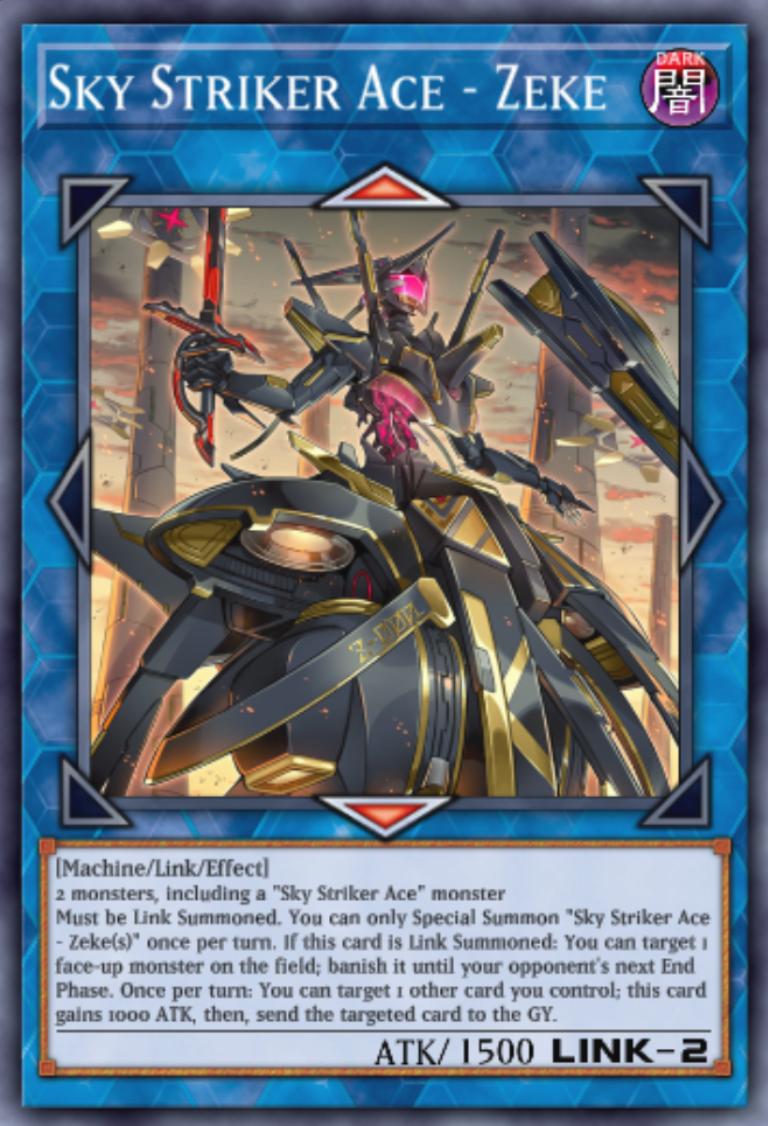 SKY STRIKER ACE - ZEKE
DARK
闇
[Machine/Link/Effect]
2 monsters, including a "Sky Striker Ace" monster
Must be Link Summoned. You can only Special Summon "Sky Striker Ace
- Zeke(s)" once per turn. If this card is Link Summoned: You can target 1
face-up monster on the field; banish it until your opponent's next End
Phase. Once per turn: You can target 1 other card you control; this card
gains 1000 ATK, then, send the targeted card to the GY.
ATK/ 1500 LINK-2